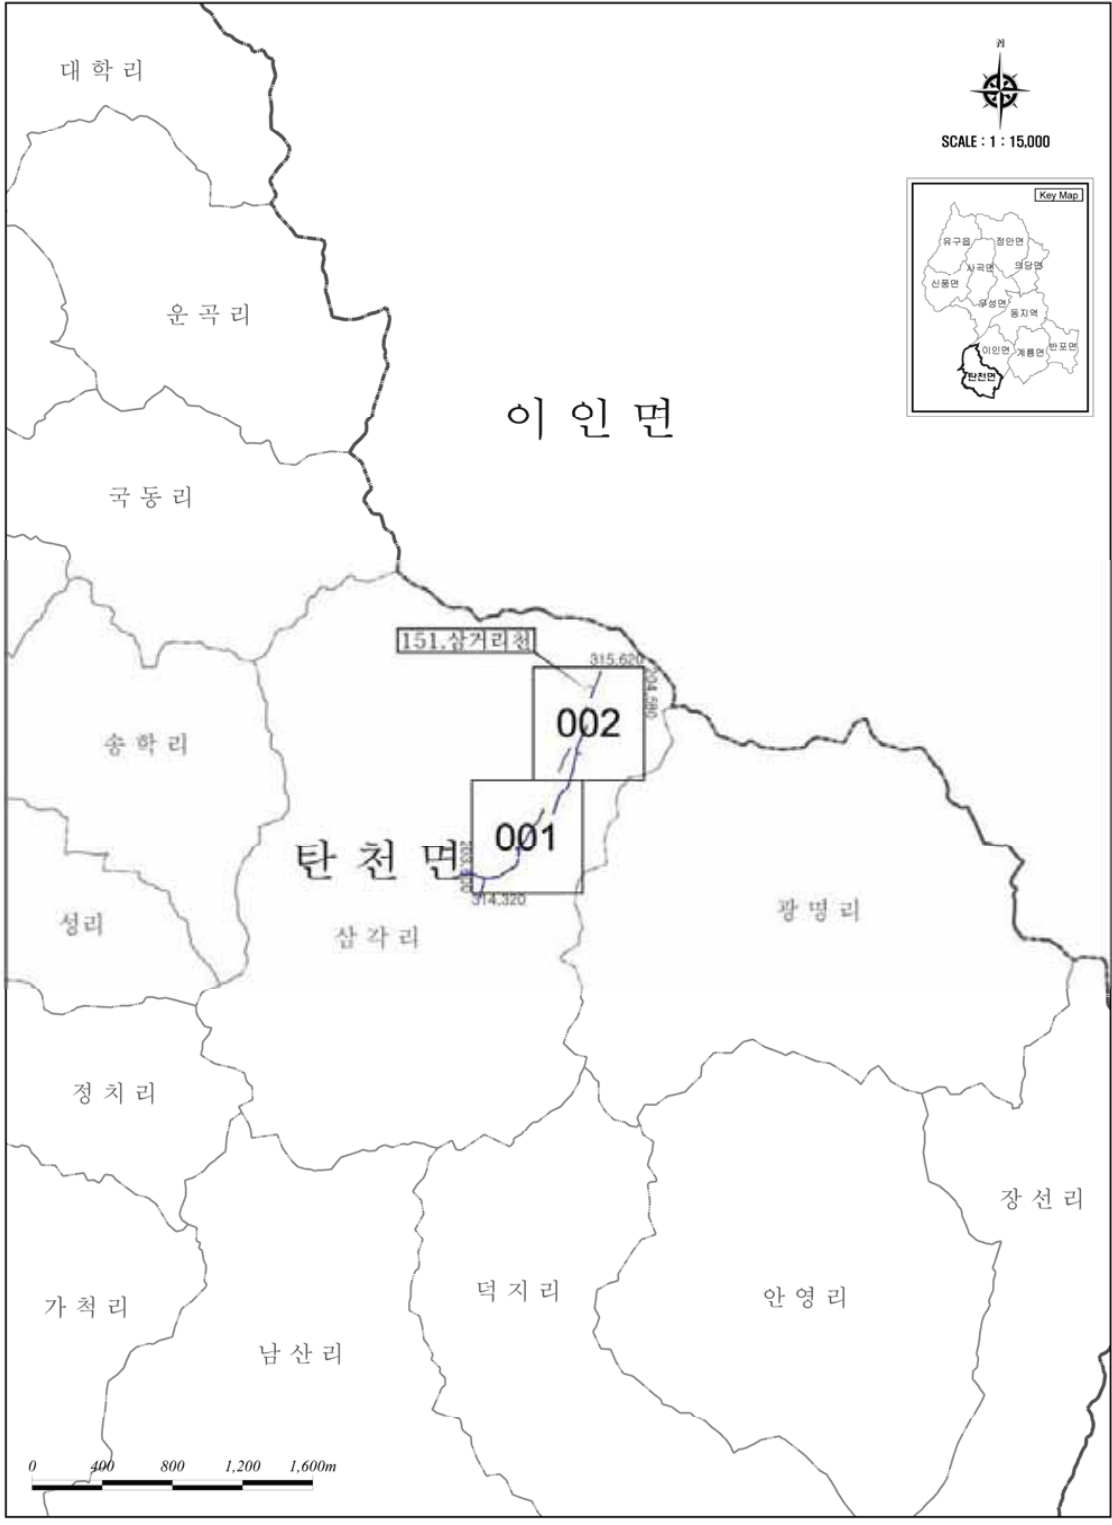 대학리
N
SCALE : 1 : 15,000
Key Map
유구읍
정안면
사곡면
의당면
신풍면
우성면
동지역
이인면
계룡면
반포면
탄천면
운곡리
이인면
국동리
151.삼거리천
315.620
204.580
002
송학리
001
탄천면
314.320
성리
삼각리
광명리
정치리
장선리
가척리
덕지리
안영리
남산리
0 400 800 1,200 1,600m